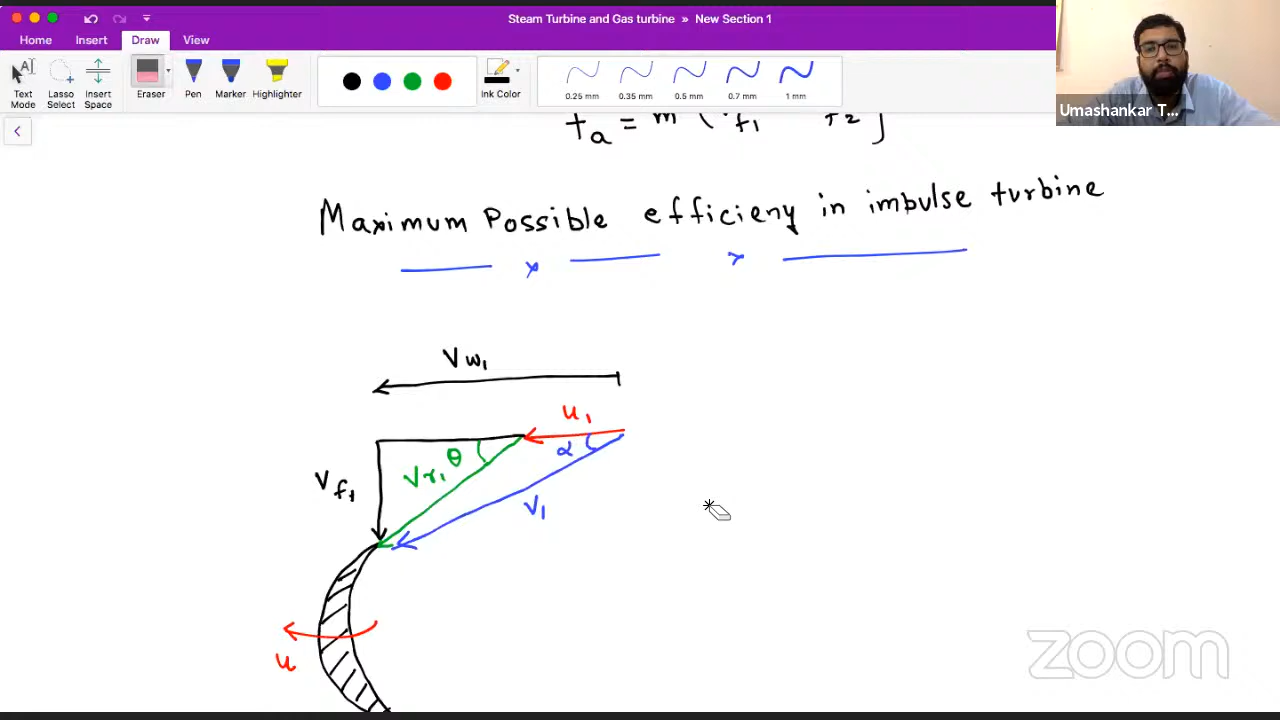 Steam Turbine and Gas turbine » New Section 1
Home Insert Draw View
Text Mode
Lasso Select
Insert Space
Eraser
Pen
Marker
Highlighter
Ink Color
0.25 mm 0.35 mm 0.5 mm 0.7 mm 1 mm
Umashankar T...
Maximum Possible efficieny in impulse turbine
x x
Vw₁
u₁
θ α
Vr₁
Vf₁
V₁
u
zoom